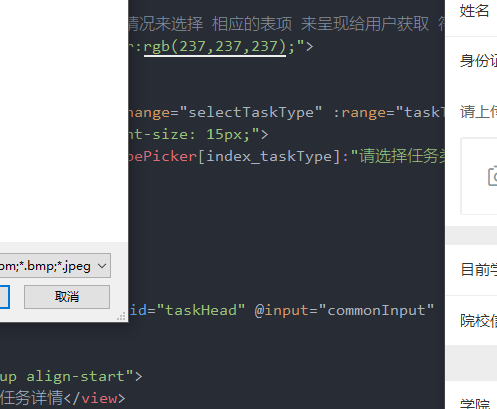 情况来选择 相应的表项 来呈现给用户获取
r:rgb(237,237,237);">
hange="selectTaskType" :range="taskT
nt-size: 15px;">
pePicker[index_taskType]:"请选择任务
om;*.bmp;*.jpeg
取消
id="taskHead" @input="commonInput"
up align-start">
任务详情</view>
姓名
身份证
请上传
目前学
院校信
学院